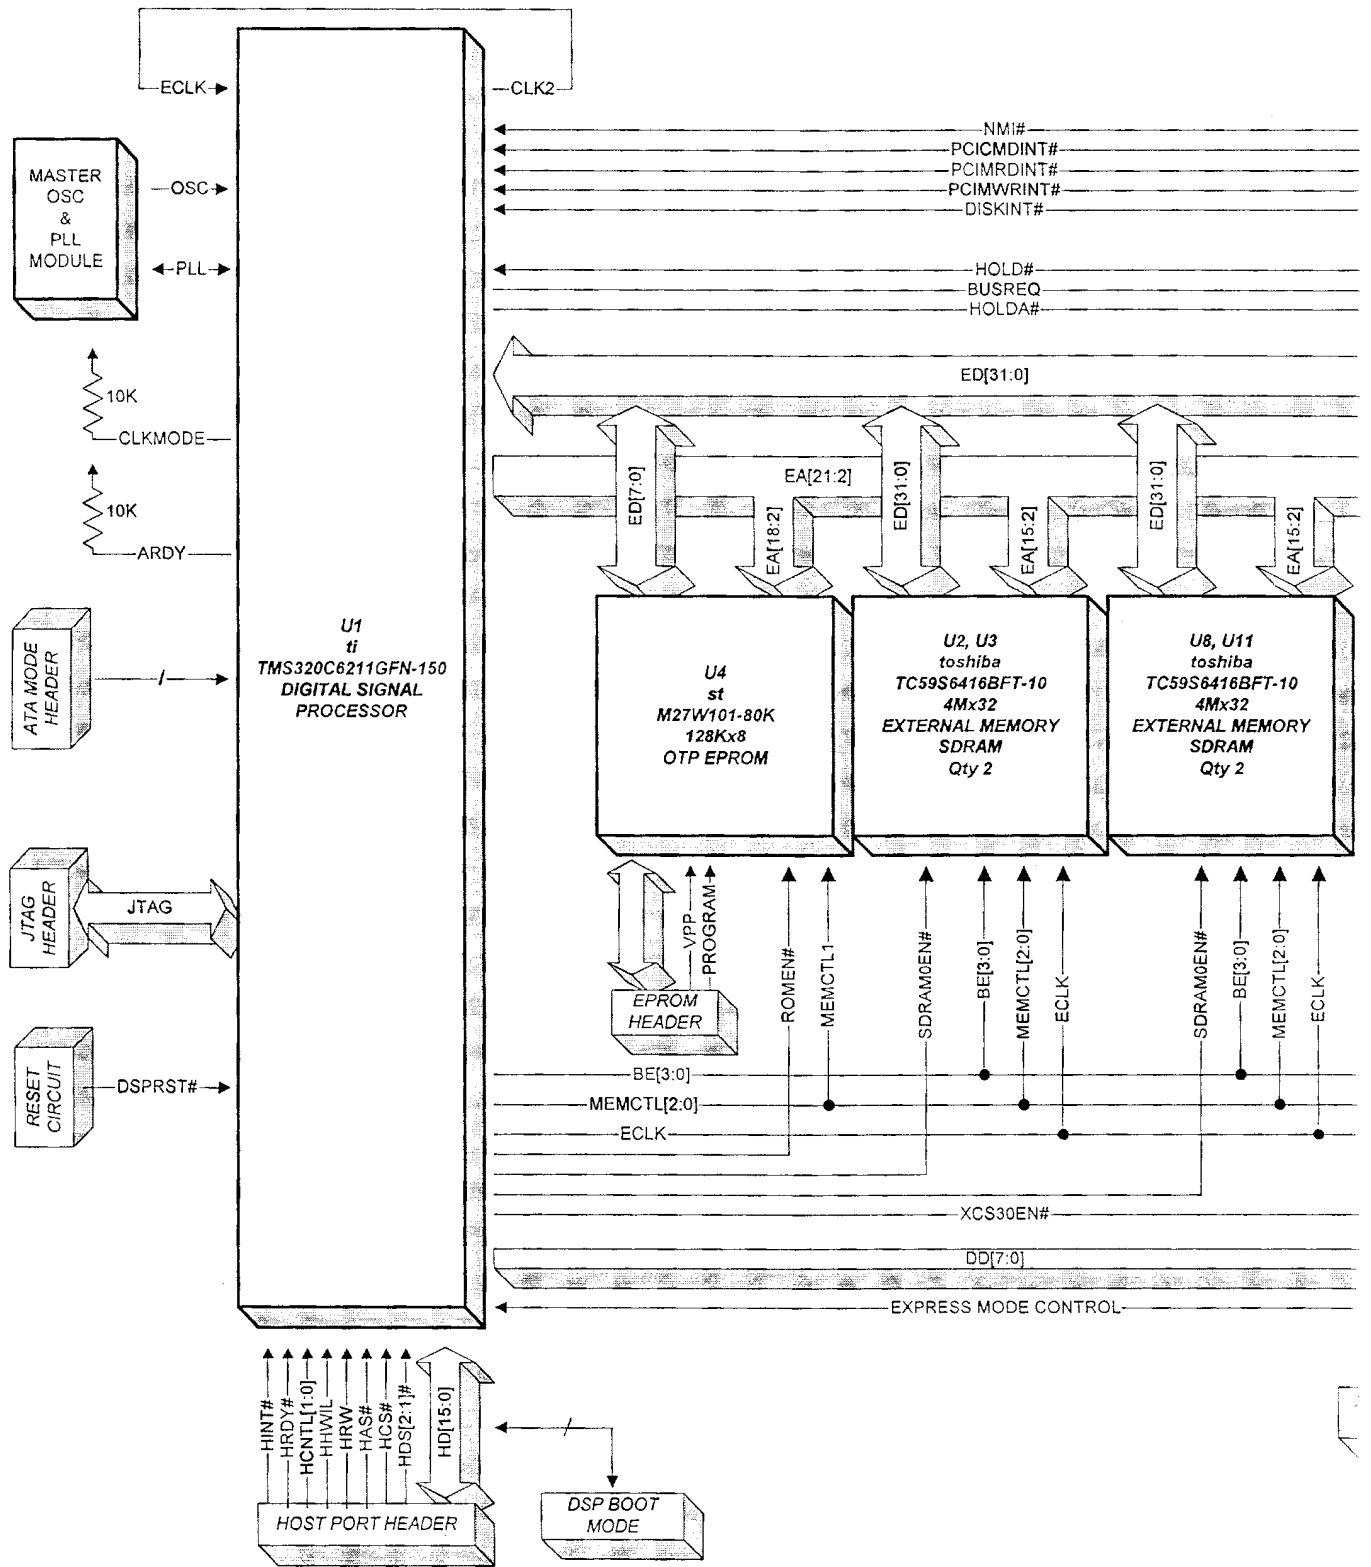 ECLK
CLK2
MASTER
OSC
&
PLL
MODULE
OSC
PLL
NMI#
PCICMDINT#
PCIMRDINT#
PCIMWRINT#
DISKINT#
HOLD#
BUSREQ
HOLDA#
10K
CLKMODE
10K
ARDY
ED[31:0]
EA[21:2]
ED[7:0]
EA[18:2]
ED[31:0]
EA[15:2]
ED[31:0]
EA[15:2]
ATA MODE
HEADER
U1
ti
TMS320C6211GFN-150
DIGITAL SIGNAL
PROCESSOR
U4
st
M27W101-80K
128Kx8
OTP EPROM
U2, U3
toshiba
TC59S6416BFT-10
4Mx32
EXTERNAL MEMORY
SDRAM
Qty 2
U8, U11
toshiba
TC59S6416BFT-10
4Mx32
EXTERNAL MEMORY
SDRAM
Qty 2
JTAG
HEADER
JTAG
VPP
PROGRAM
EPROM
HEADER
ROMEN#
MEMCTL1
SDRAM0EN#
BE[3:0]
MEMCTL[2:0]
ECLK
SDRAM0EN#
BE[3:0]
MEMCTL[2:0]
ECLK
RESET
CIRCUIT
DSPRST#
BE[3:0]
MEMCTL[2:0]
ECLK
XCS30EN#
DD[7:0]
EXPRESS MODE CONTROL
HINT#
HRDY#
HCNTL[1:0]
HHWIL
HRW
HAS#
HCS#
HDS[2:1]#
HD[15:0]
HOST PORT HEADER
DSP BOOT
MODE